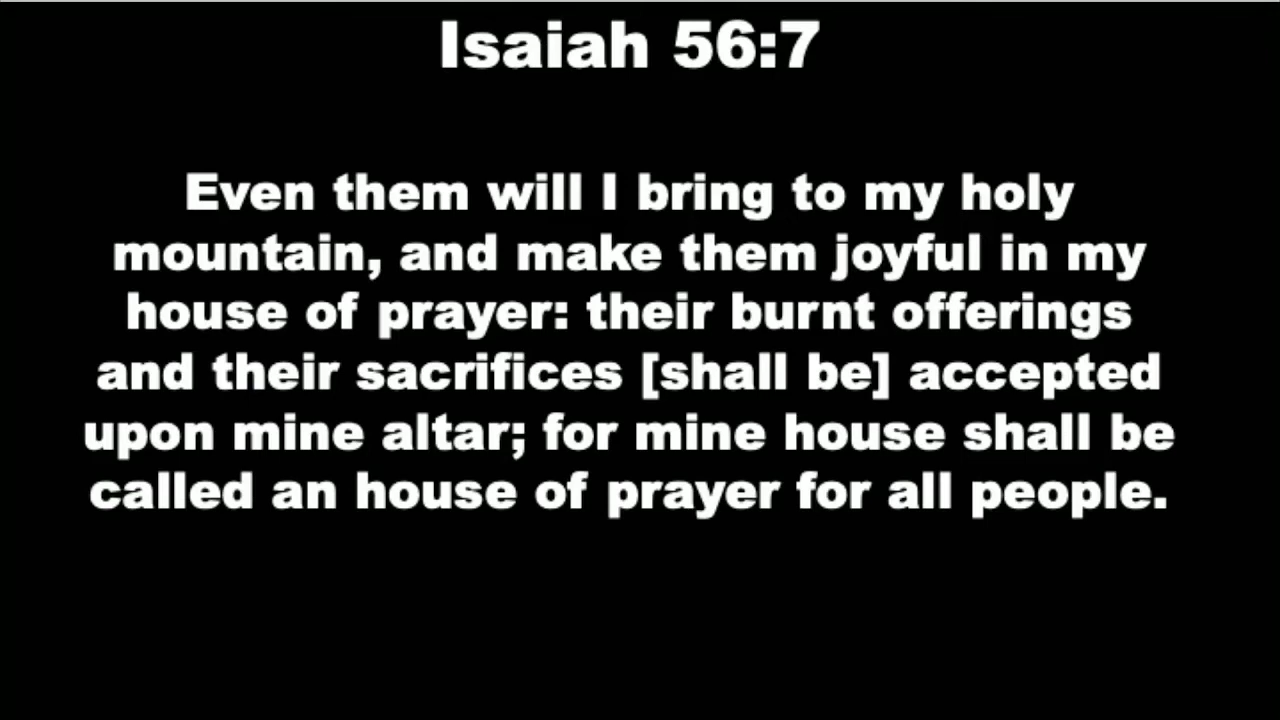 Isaiah 56:7
Even them will I bring to my holy
mountain, and make them joyful in my
house of prayer: their burnt offerings
and their sacrifices [shall be] accepted
upon mine altar; for mine house shall be
called an house of prayer for all people.